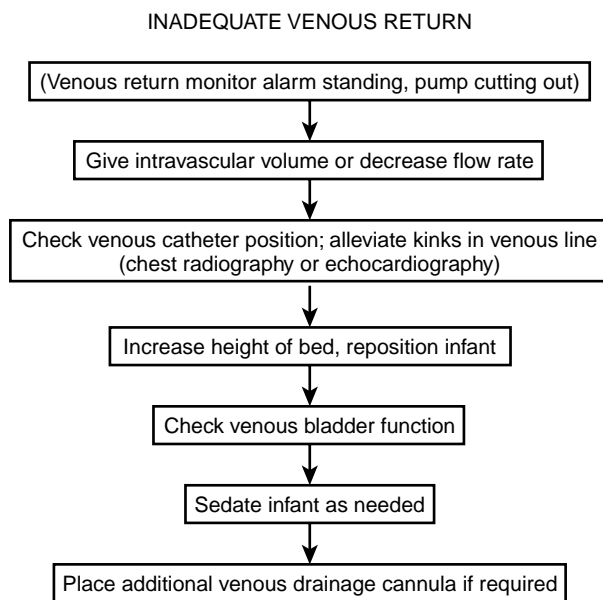 INADEQUATE VENOUS RETURN
(Venous return monitor alarm standing, pump cutting out)
Give intravascular volume or decrease flow rate
Check venous catheter position; alleviate kinks in venous line
(chest radiography or echocardiography)
Increase height of bed, reposition infant
Check venous bladder function
Sedate infant as needed
Place additional venous drainage cannula if required